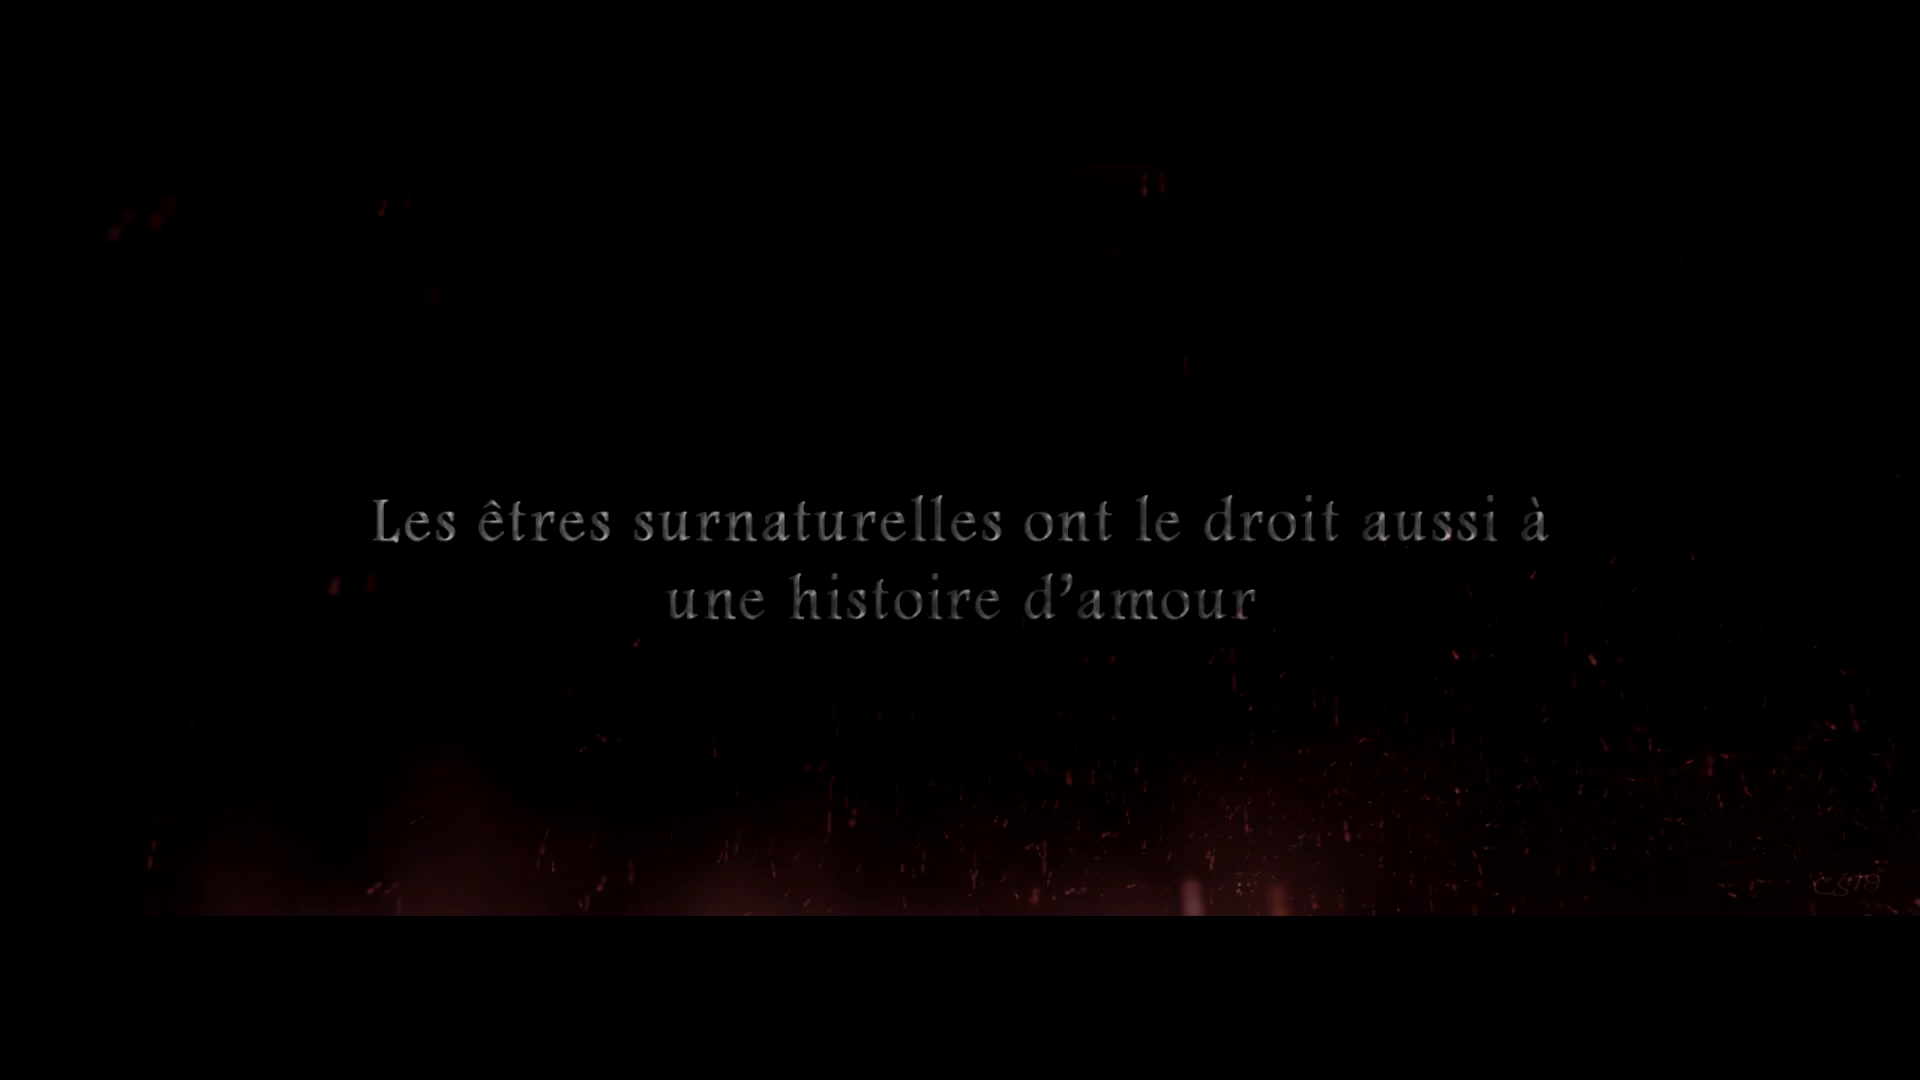 Les êtres surnaturelles ont le droit aussi à
une histoire d’amour